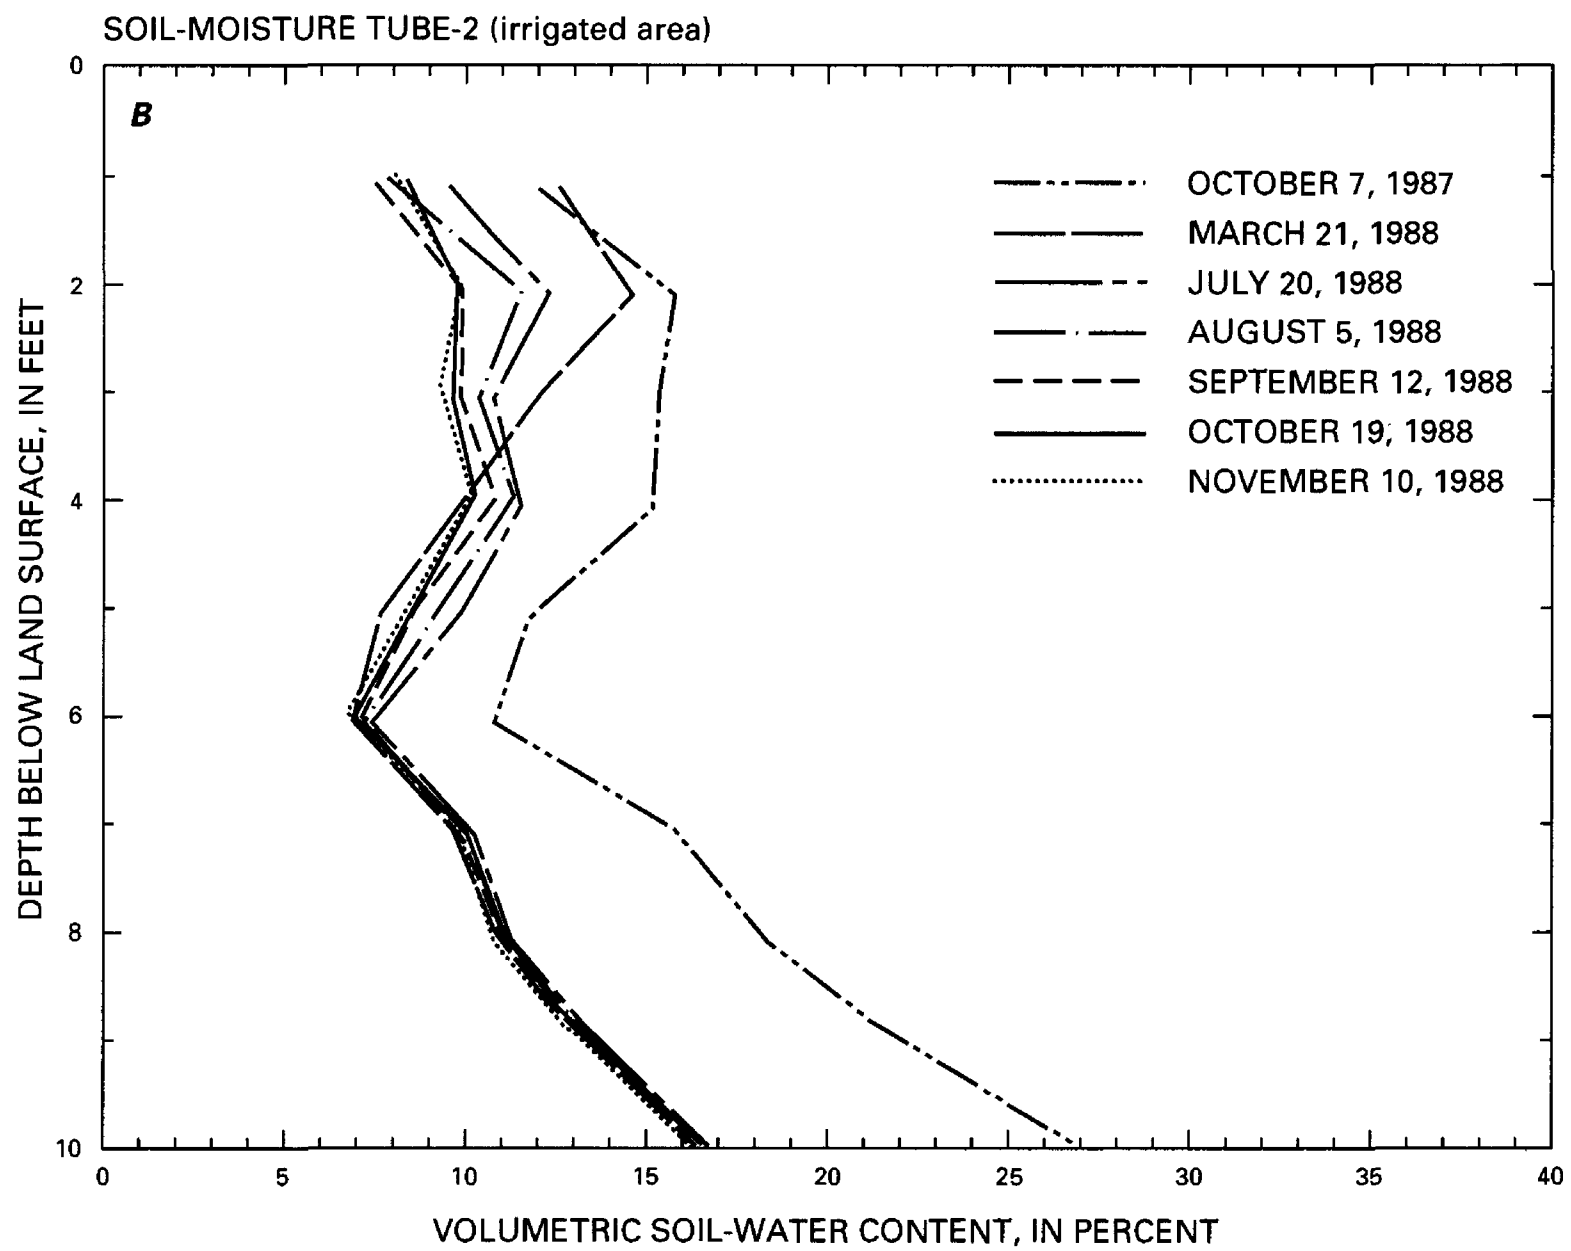 SOIL-MOISTURE TUBE-2 (irrigated area)
B
OCTOBER 7, 1987
MARCH 21, 1988
JULY 20, 1988
AUGUST 5, 1988
SEPTEMBER 12, 1988
OCTOBER 19, 1988
NOVEMBER 10, 1988
DEPTH BELOW LAND SURFACE, IN FEET
0
2
4
6
8
10
0 5 10 15 20 25 30 35 40
VOLUMETRIC SOIL-WATER CONTENT, IN PERCENT